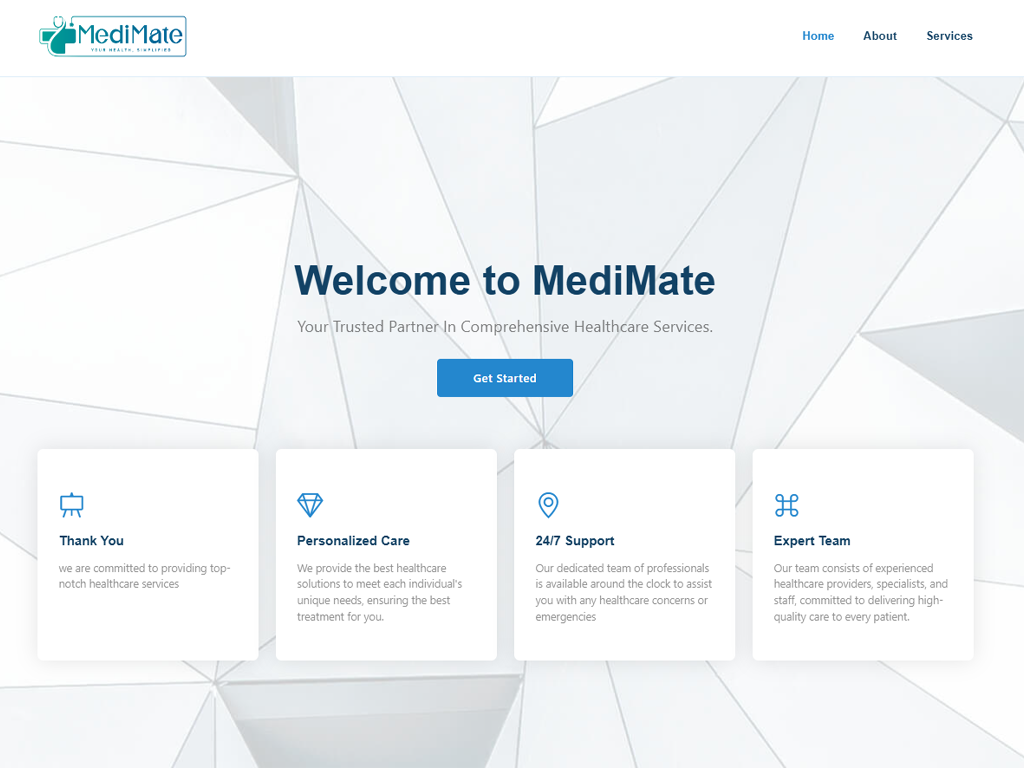 MediMate
YOUR HEALTH, SIMPLIFIED
Home About Services
Welcome to MediMate
Your Trusted Partner In Comprehensive Healthcare Services.
Get Started
Thank You
we are committed to providing top-
notch healthcare services
Personalized Care
We provide the best healthcare
solutions to meet each individual's
unique needs, ensuring the best
treatment for you.
24/7 Support
Our dedicated team of professionals
is available around the clock to assist
you with any healthcare concerns or
emergencies
Expert Team
Our team consists of experienced
healthcare providers, specialists, and
staff, committed to delivering high-
quality care to every patient.